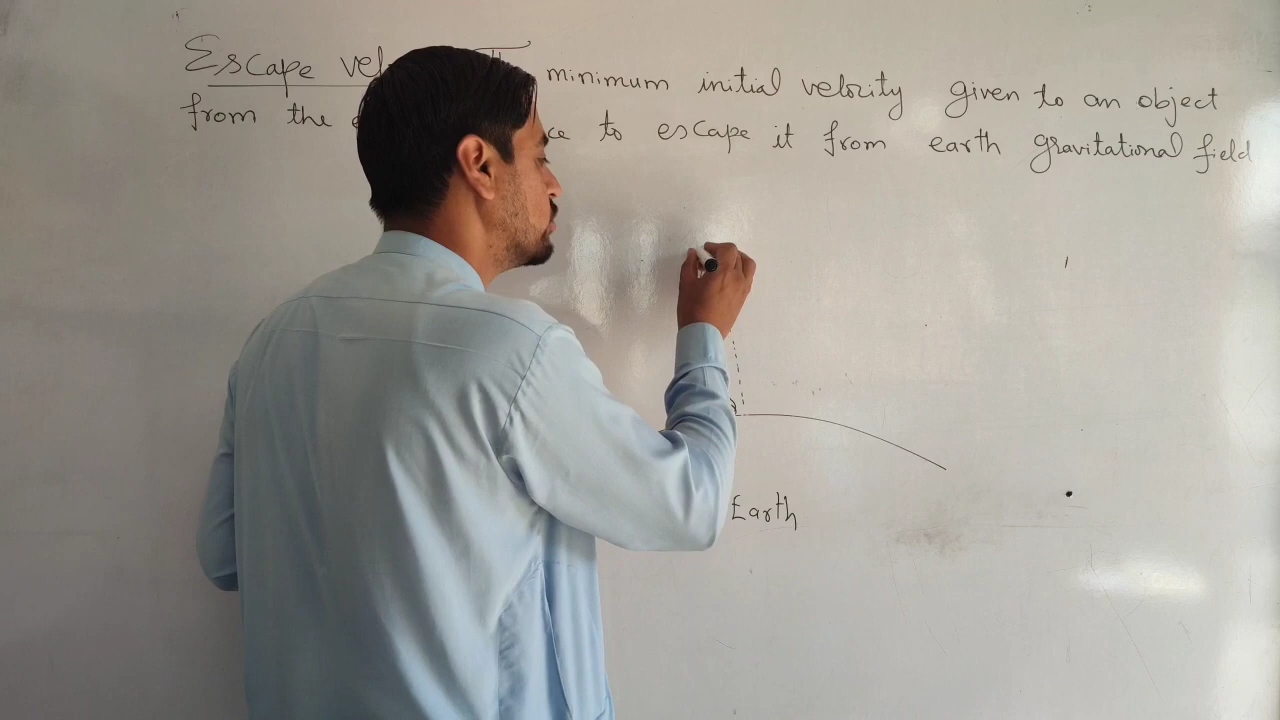 Escape vel minimum initial velocity given to an object
from the to escape it from earth gravitational field
Earth